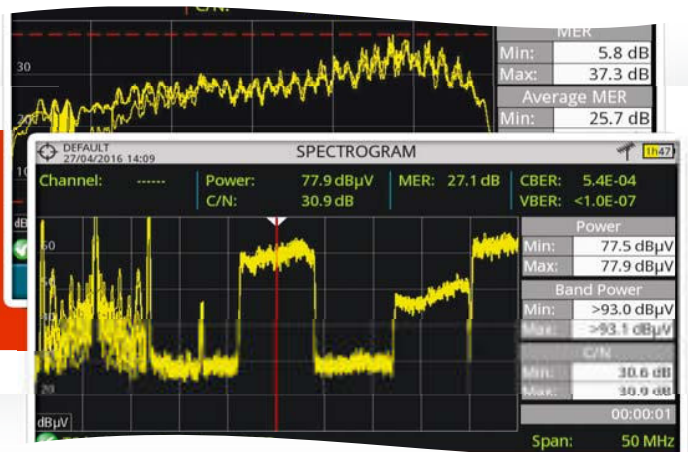 C/N:
MER
Min: 5.8 dB
30
Max: 37.3 dB
Average MER
20
Min: 25.7 dB
DEFAULT
27/04/2016 14:09
SPECTROGRAM
1h47
10
Channel: ------ Power: 77.9 dBµV MER: 27.1 dB CBER: 5.4E-04
C/N: 30.9 dB VBER: <1.0E-07
dB
Power
60
Min: 77.5 dBµV
Max: 77.9 dBµV
Band Power
Min: >93.0 dBµV
Max: >93.1 dBµV
C/N
Min: 30.6 dB
20
Max: 30.9 dB
dBµV
00:00:01
Span: 50 MHz